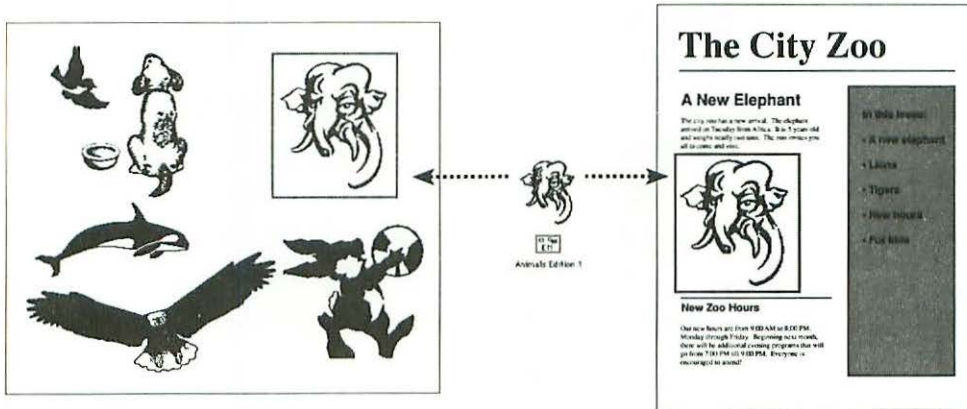 The City Zoo
A New Elephant
The city zoo has a new arrival. The elephant
arrived on Tuesday from Africa. It is 5 years old
and weighs nearly two tons. The zoo invites you
all to come and visit.
In this Issue:
• A new elephant
• Lions
• Tigers
• New hours
• For kids
Animals Edition 1
New Zoo Hours
Our new hours are from 9:00 AM to 8:00 PM,
Monday through Friday. Beginning next month,
there will be additional evening programs that will
go from 7:00 PM till 9:00 PM. Everyone is
encouraged to attend!